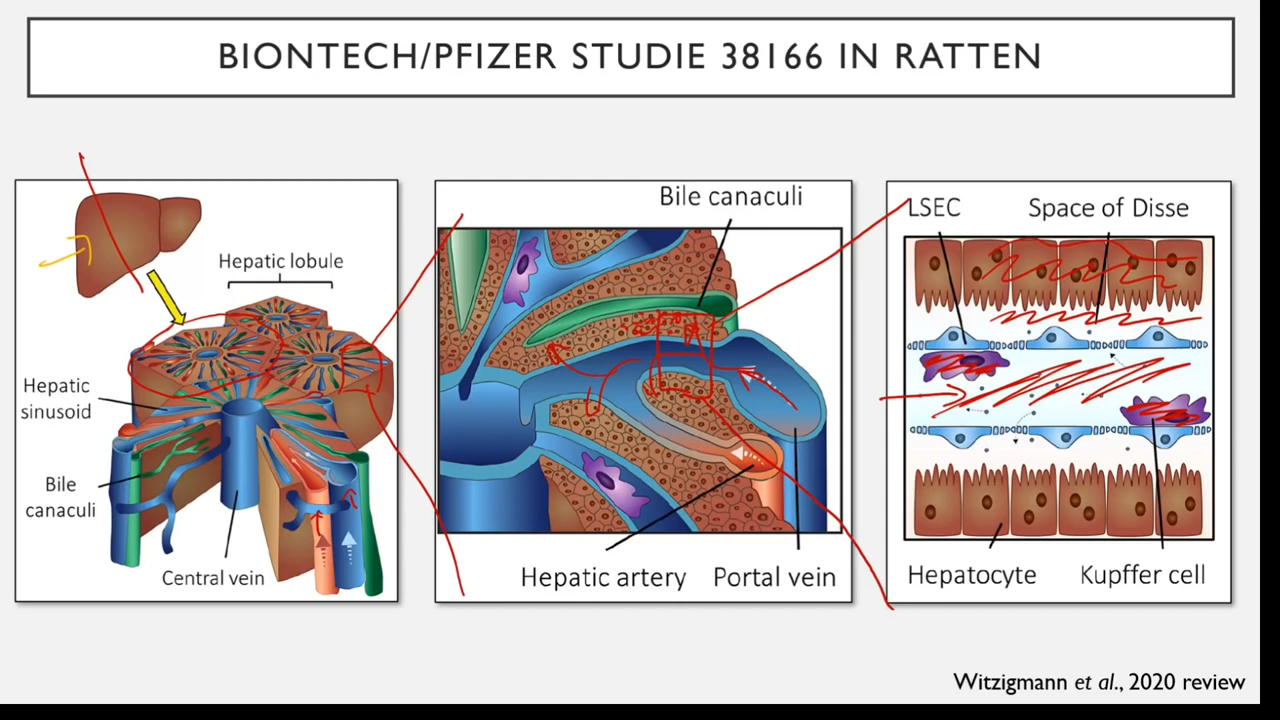 BIONTECH/PFIZER STUDIE 38166 IN RATTEN
Hepatic lobule
Hepatic
sinusoid
Bile
canaculi
Central vein
Bile canaculi
Hepatic artery
Portal vein
LSEC
Space of Disse
Hepatocyte
Kupffer cell
Witzigmann et al., 2020 review